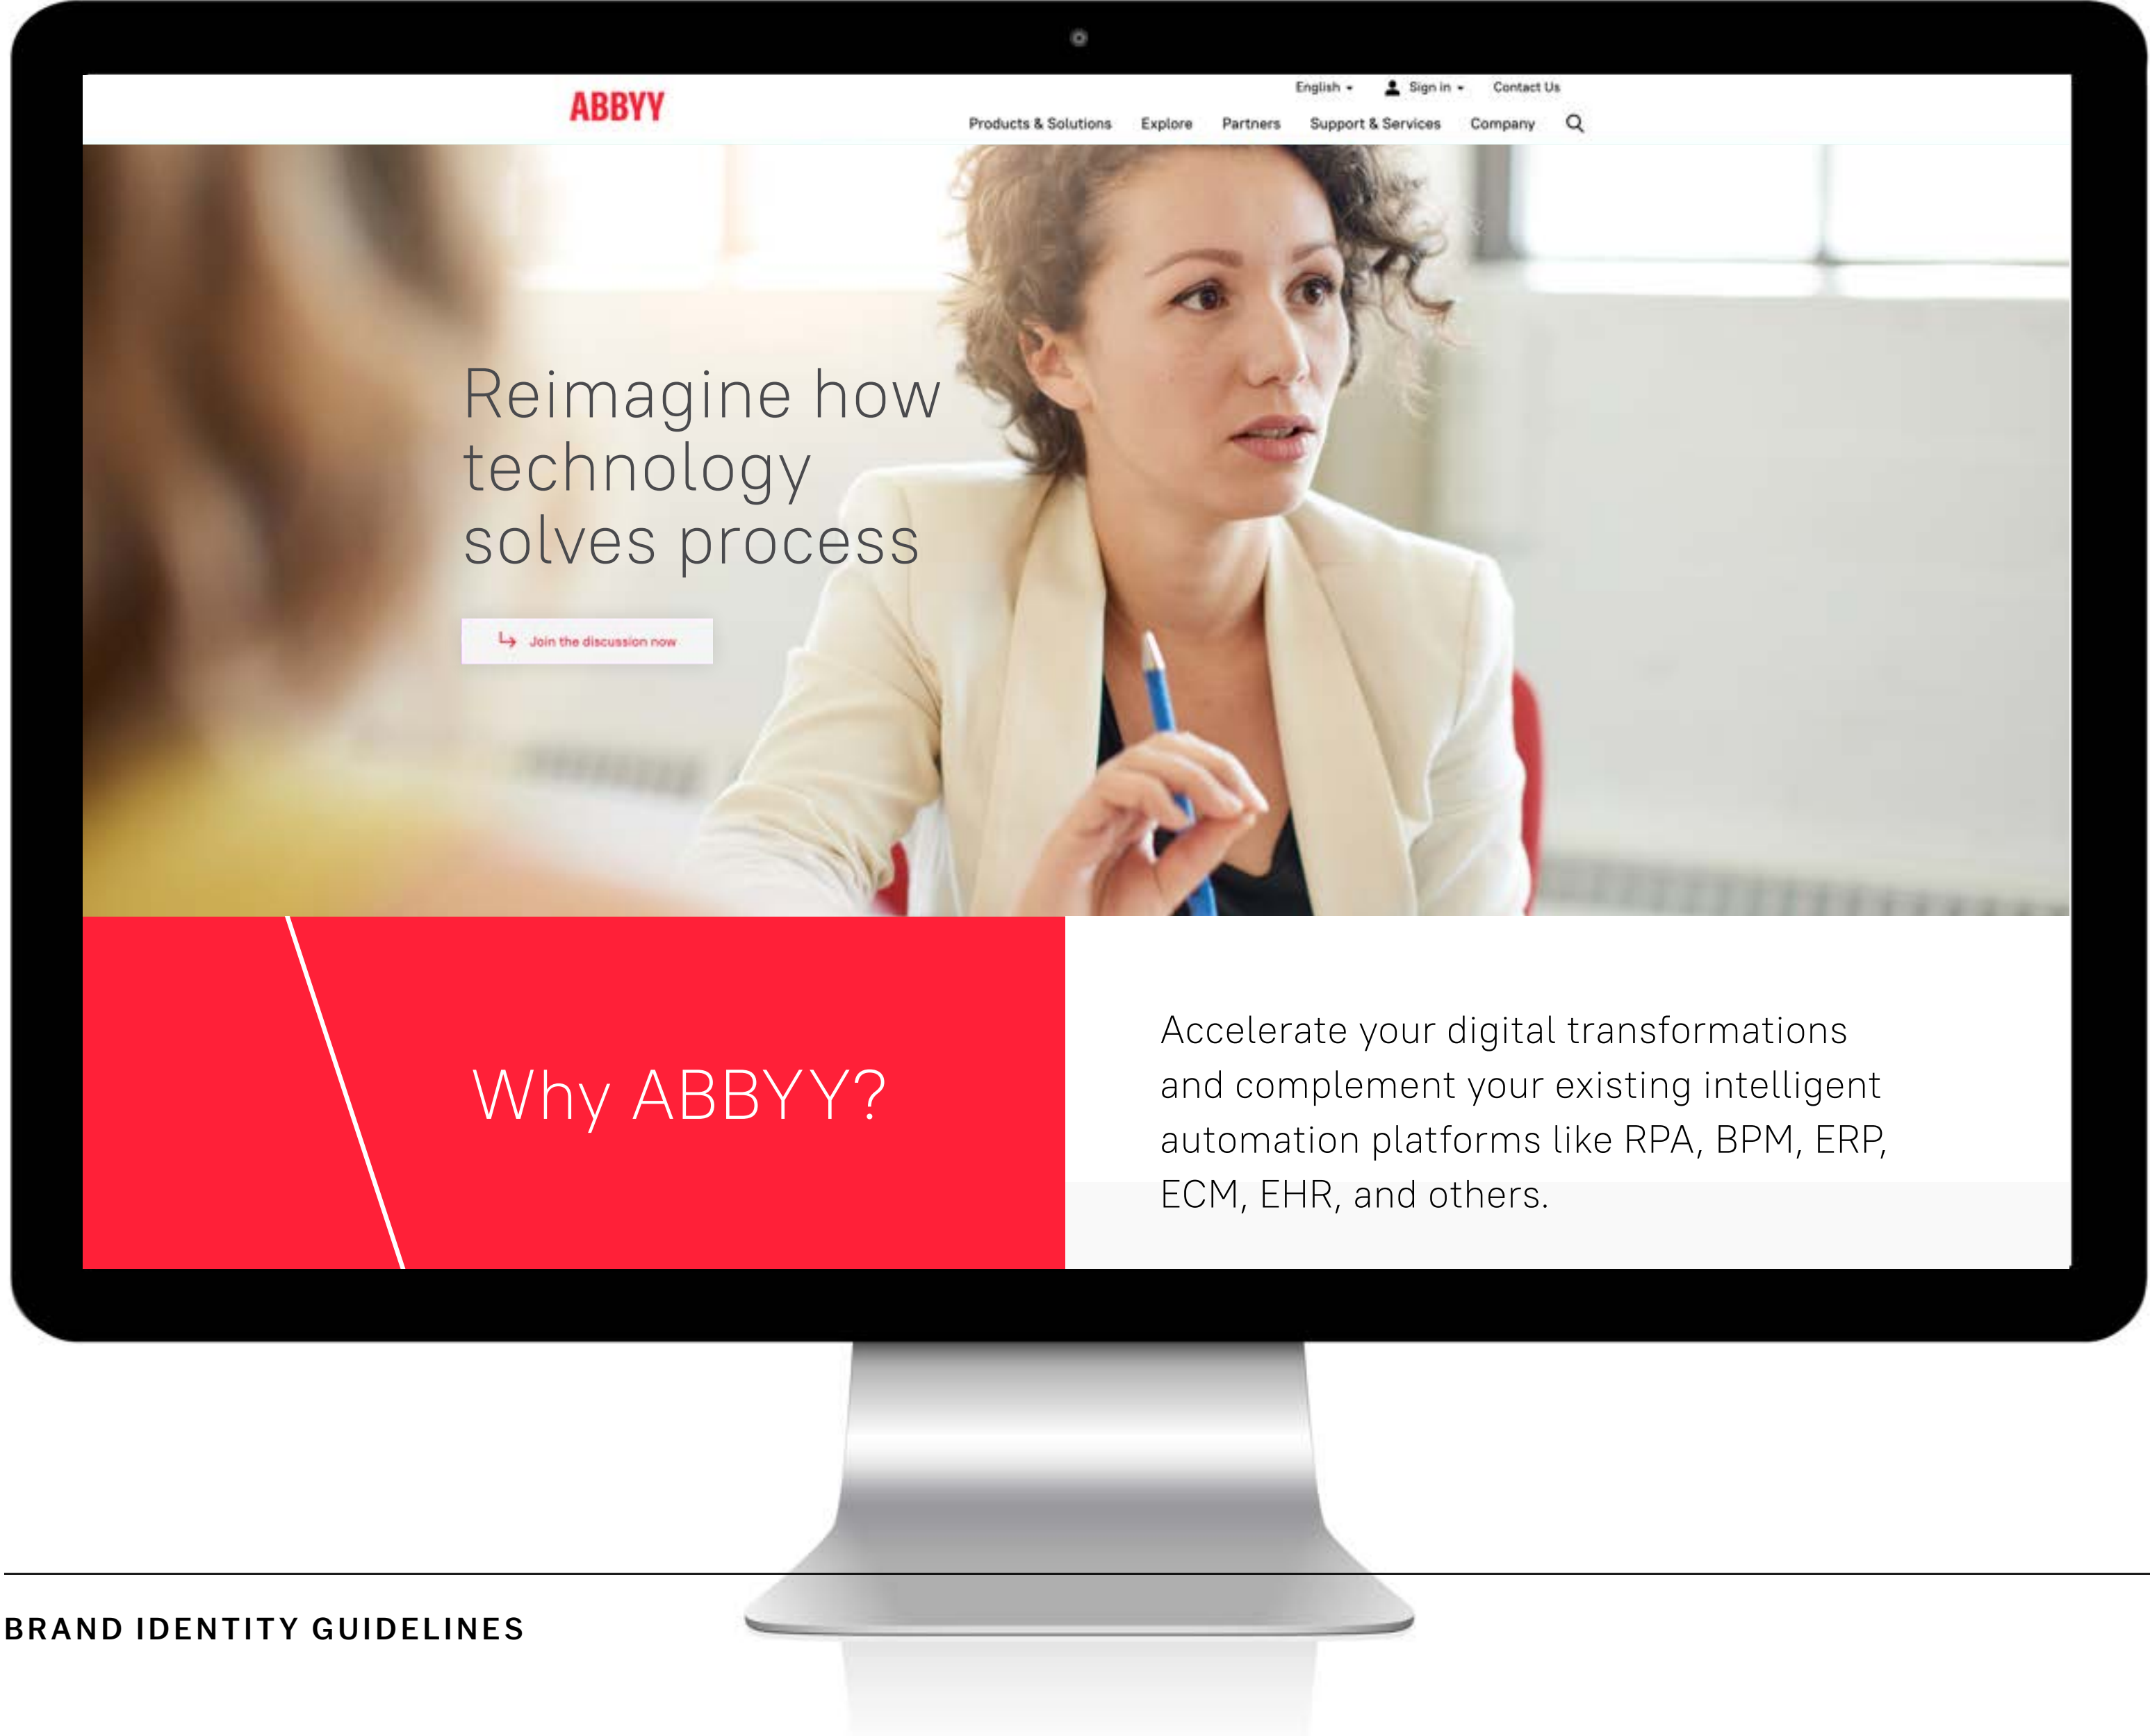 ABBYY
English
Sign in
Contact Us
Products & Solutions
Explore
Partners
Support & Services
Company
Reimagine how
technology
solves process
Join the discussion now
Why ABBYY?
Accelerate your digital transformations
and complement your existing intelligent
automation platforms like RPA, BPM, ERP,
ECM, EHR, and others.
BRAND IDENTITY GUIDELINES